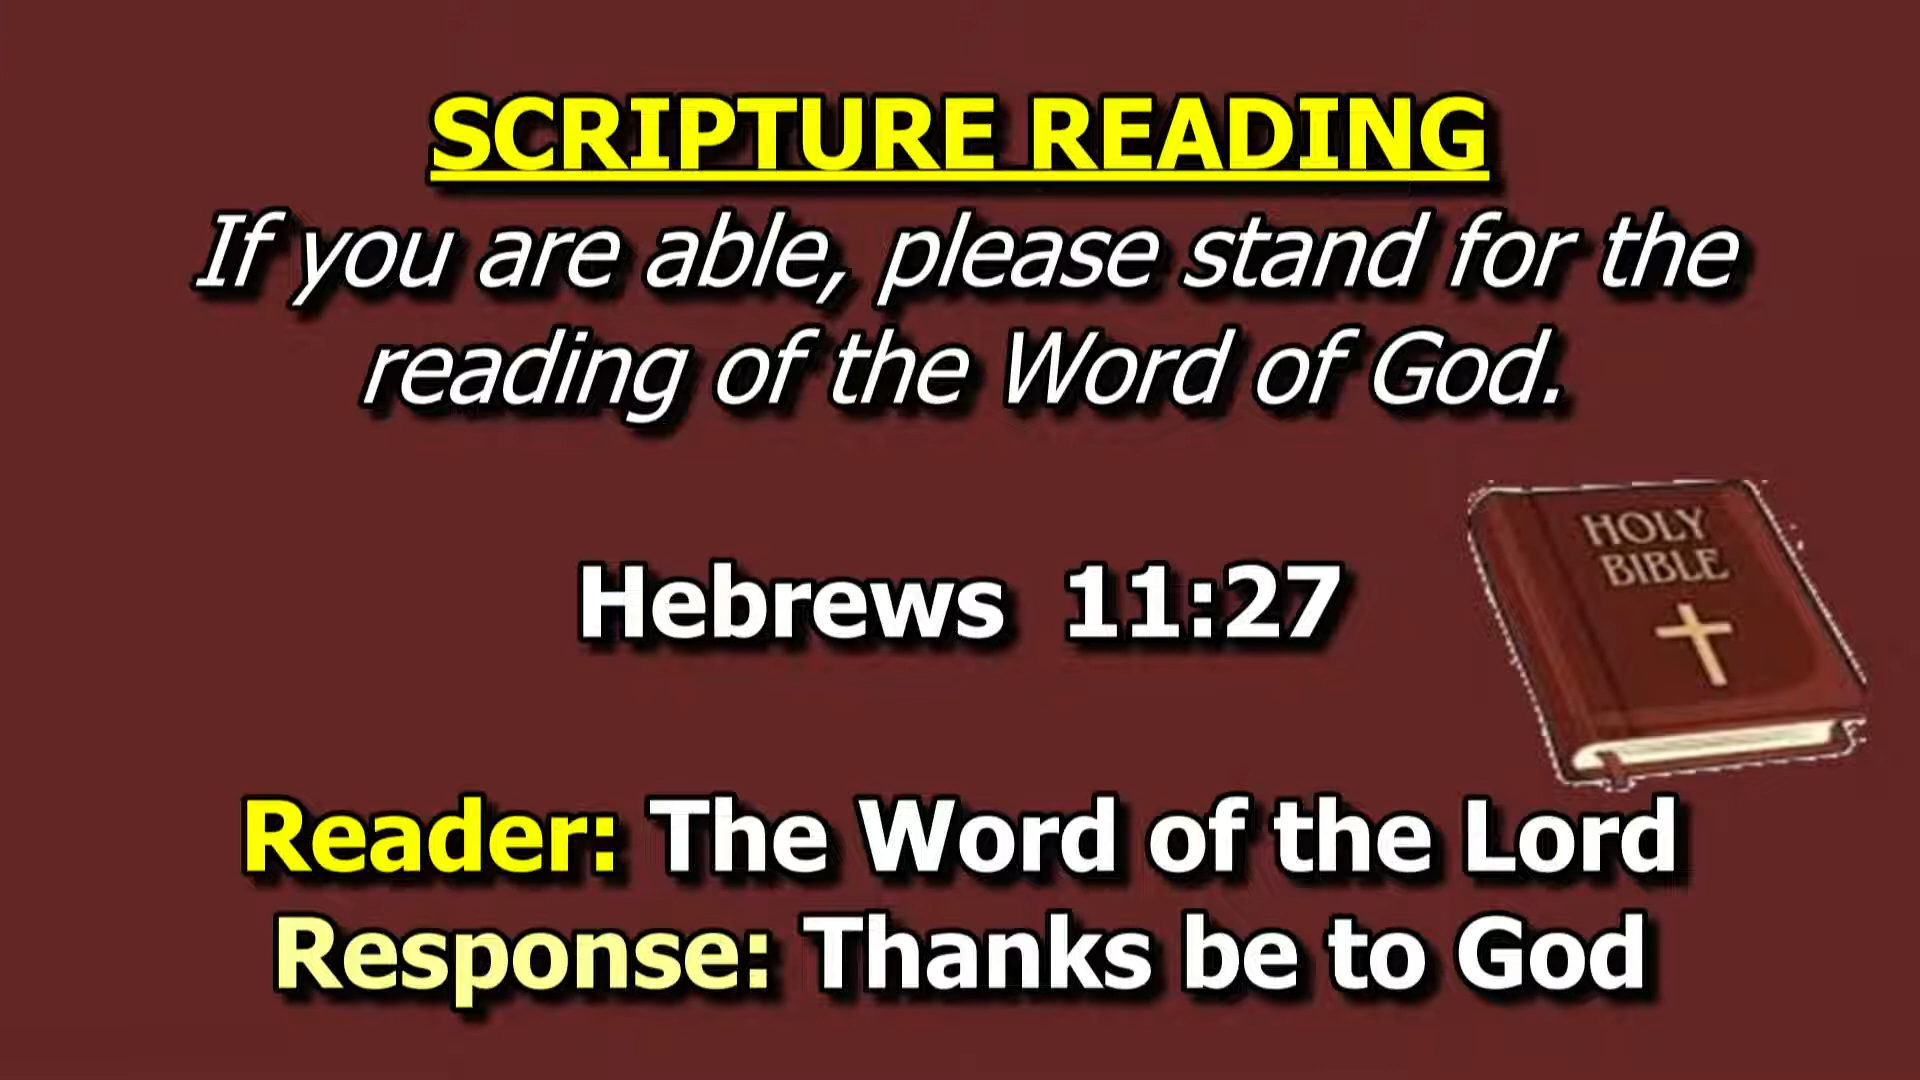 SCRIPTURE READING
If you are able, please stand for the
reading of the Word of God.
Hebrews 11:27
HOLY
BIBLE
Reader: The Word of the Lord
Response: Thanks be to God